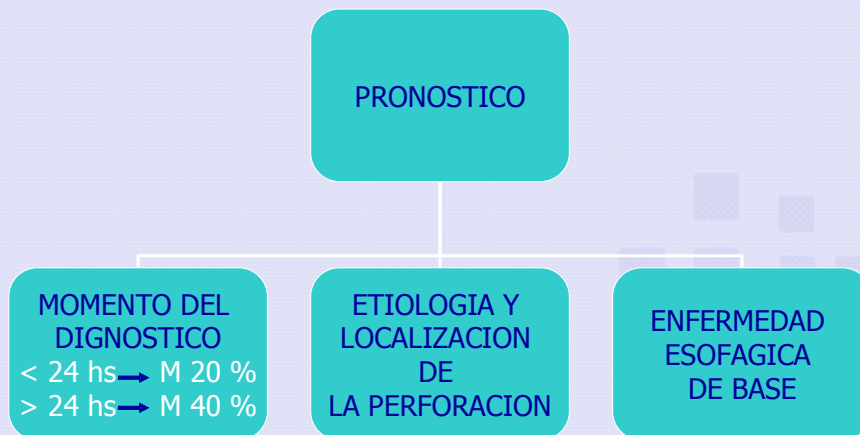 PRONOSTICO
MOMENTO DEL
DIGNOSTICO
< 24 hs→ M 20 %
> 24 hs→ M 40 %
ETIOLOGIA Y
LOCALIZACION
DE
LA PERFORACION
ENFERMEDAD
ESOFAGICA
DE BASE